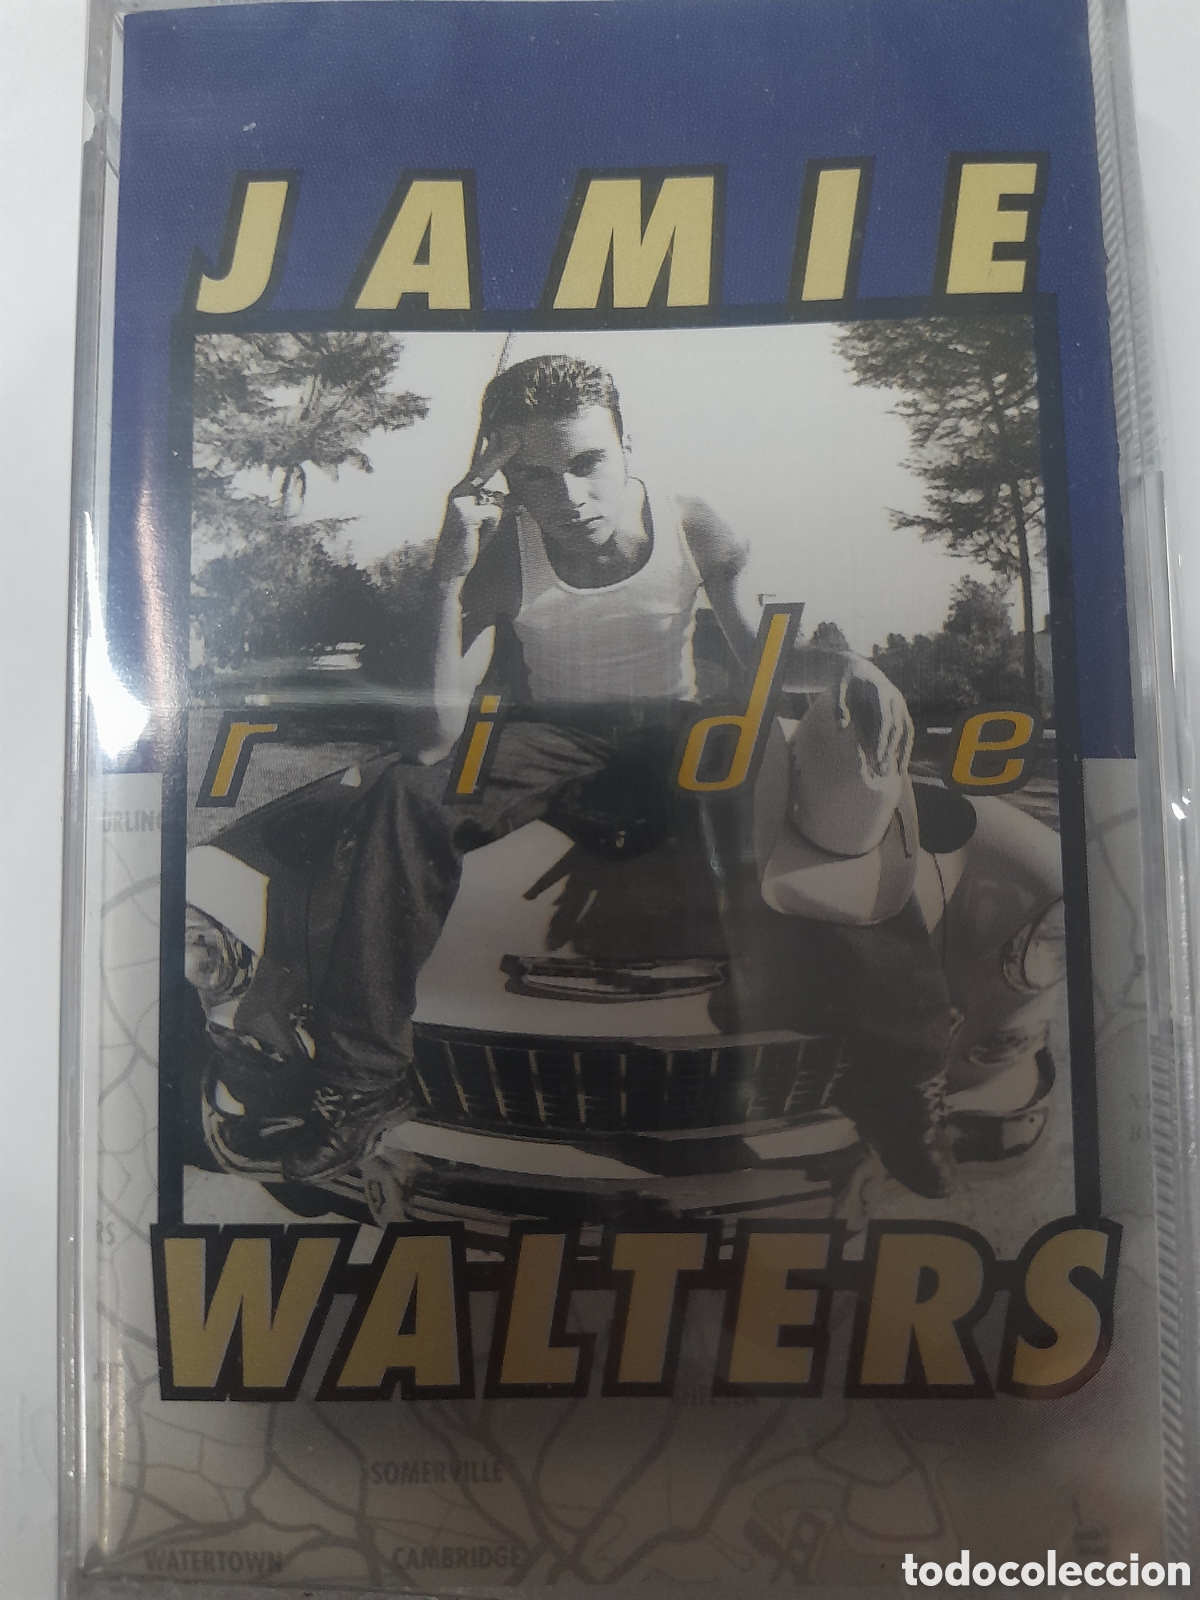 JAMIE
ride
WALTERS
SOMERVILLE
WATERTOWN
CAMBRIDGE
todocoleccion